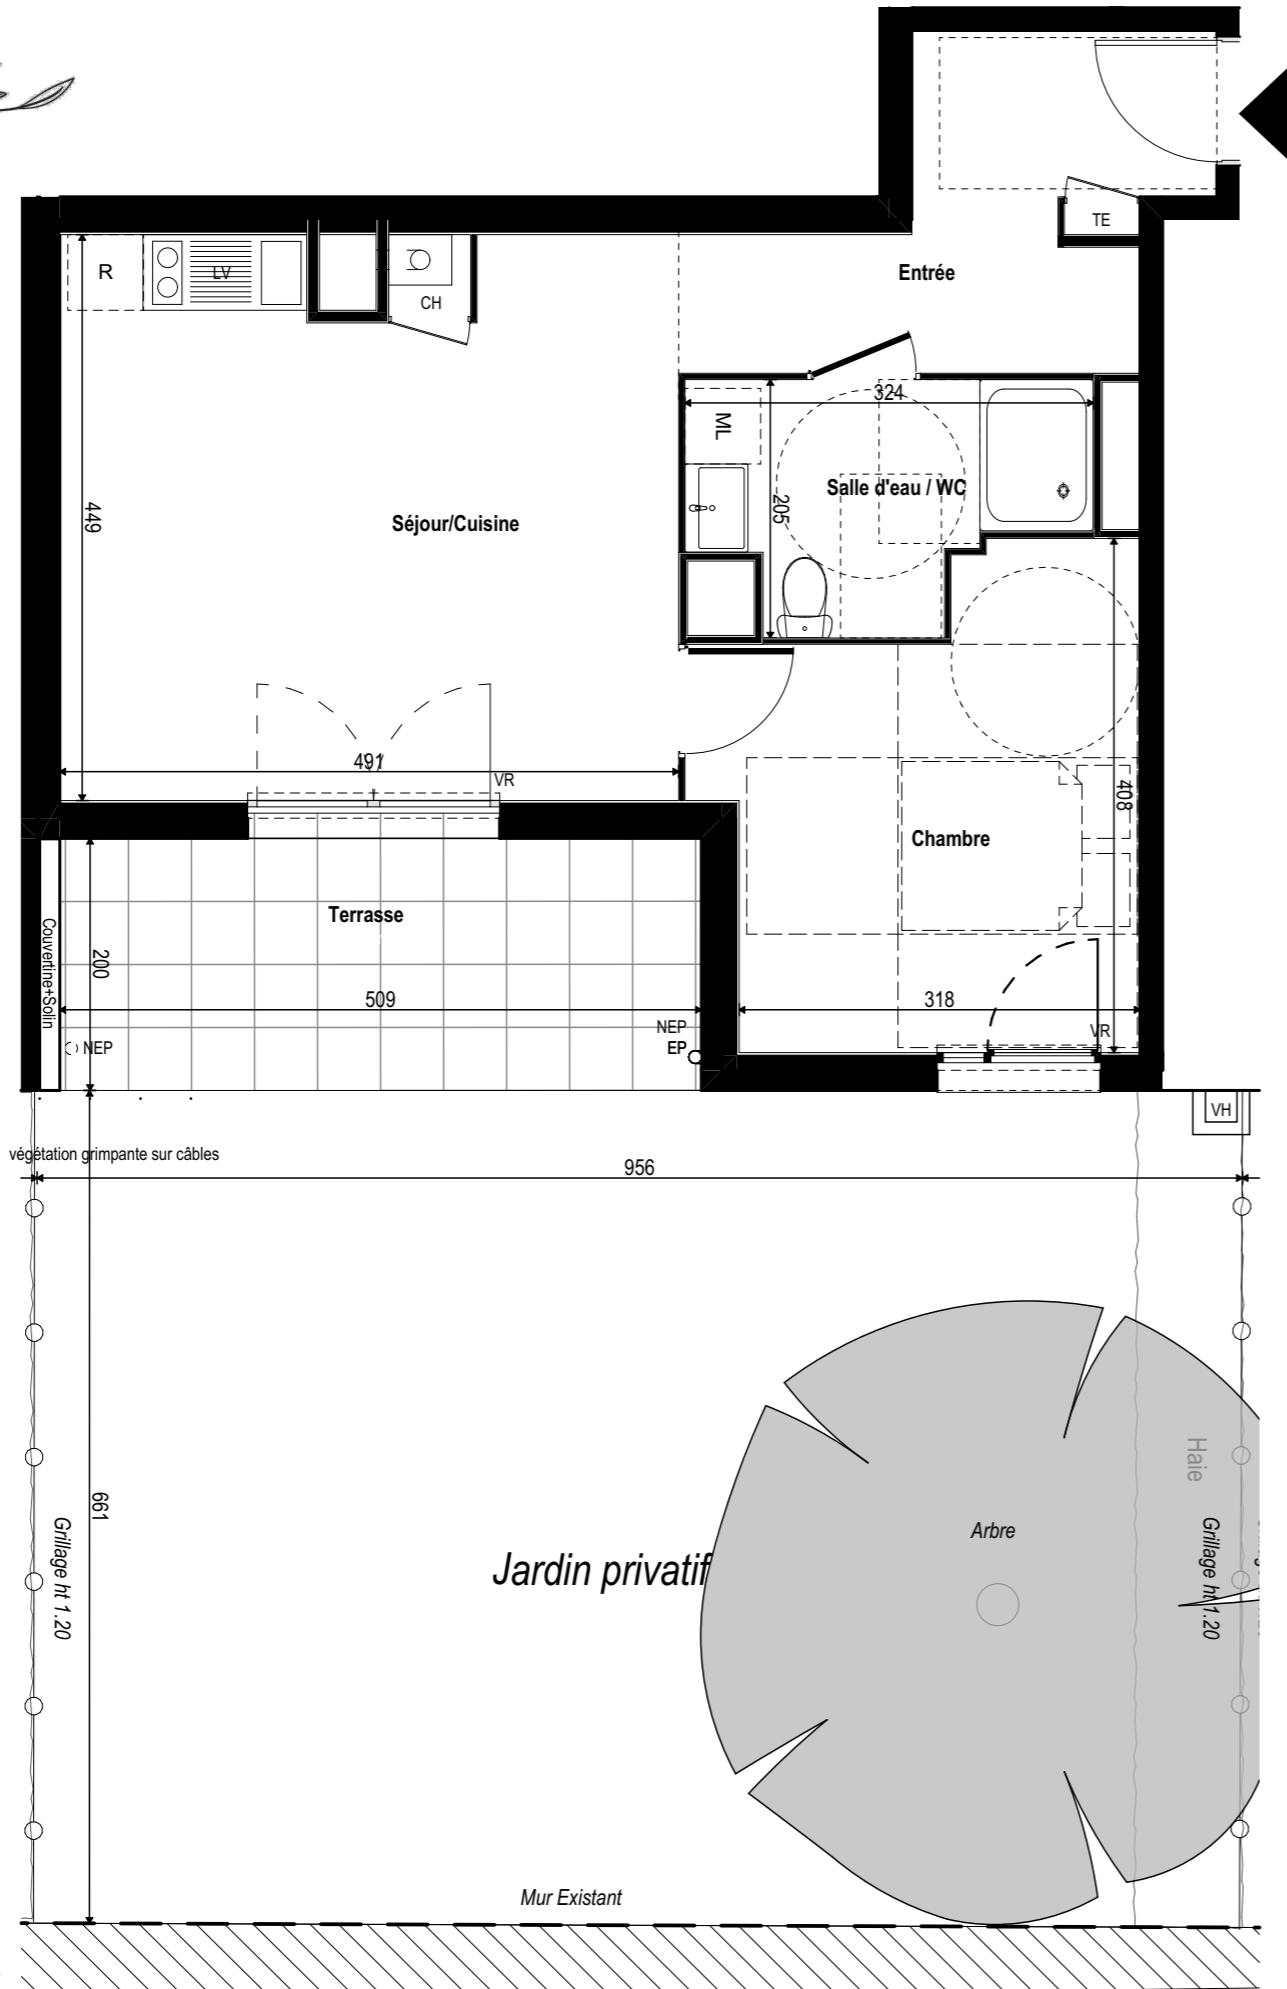 TE
R
LV
CH
Entrée
324
ML
Salle d'eau / WC
205
449
Séjour/Cuisine
491
VR
408
Chambre
Terrasse
Couvertine+Solin
200
509
318
NEP
EP
NEP
VR
VH
végétation grimpante sur câbles
956
Haie
661
Grillage ht 1.20
Arbre
Grillage ht 1.20
Jardin privatif
Mur Existant